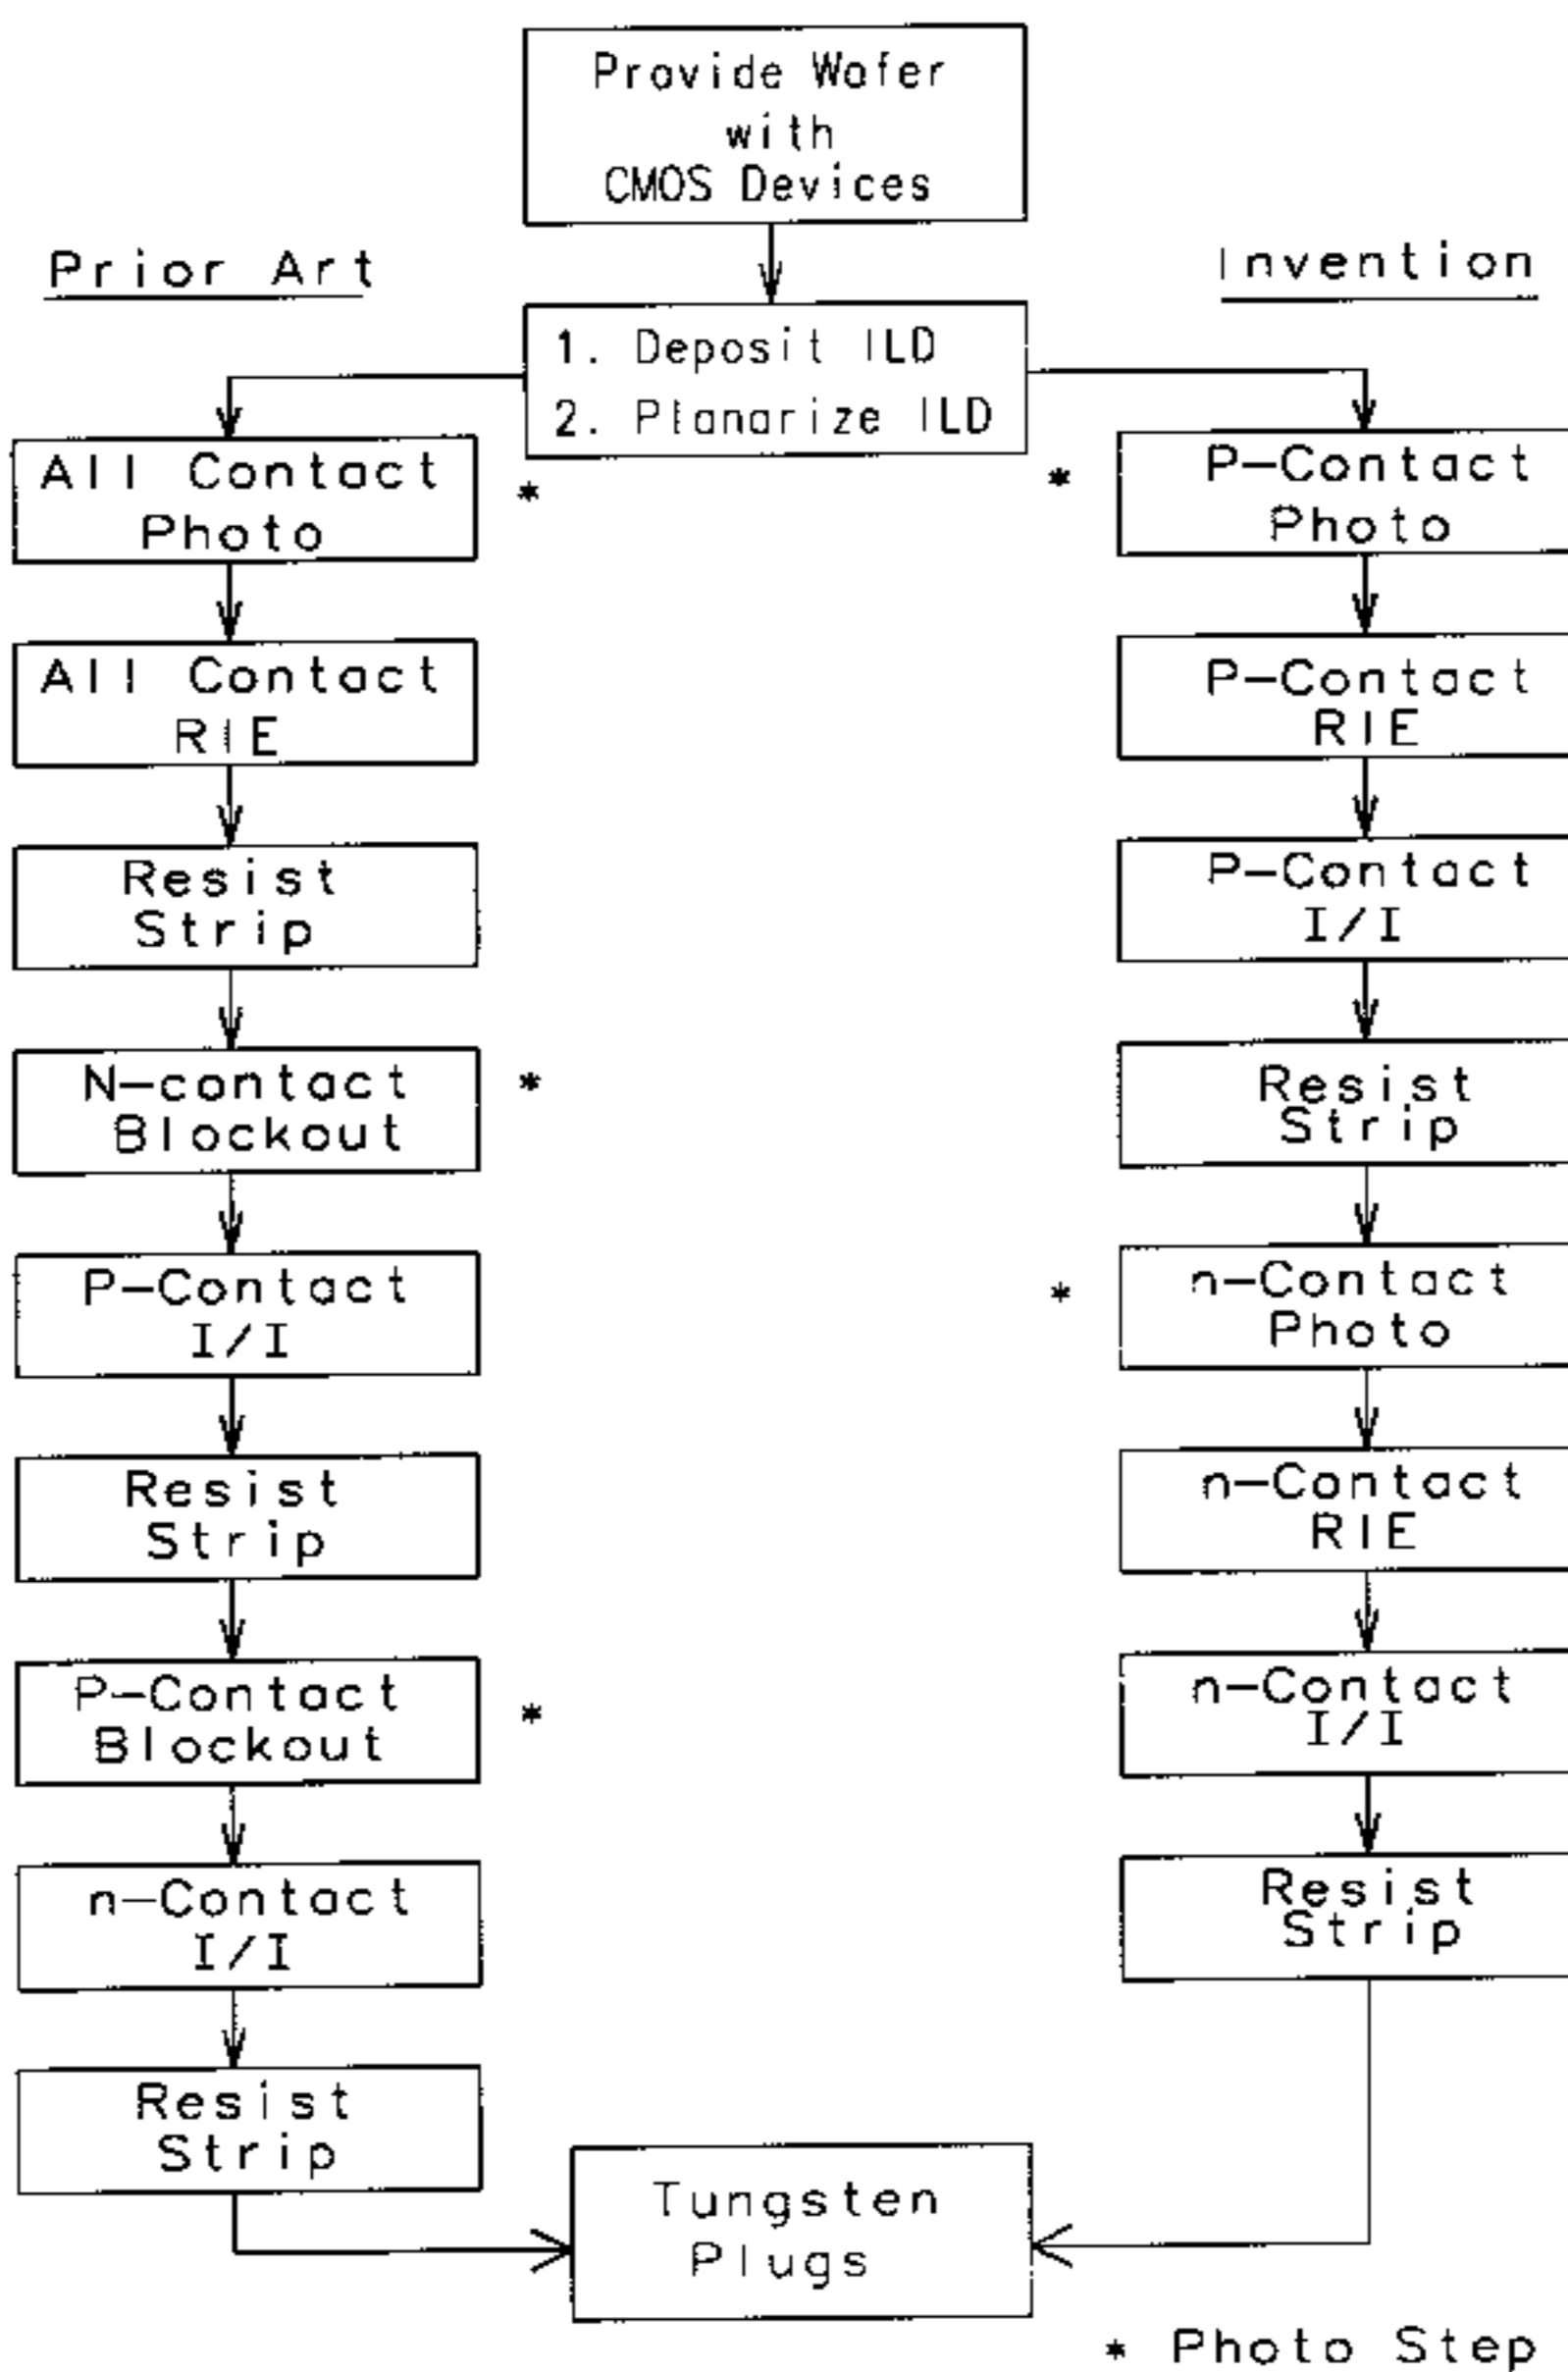 Provide Wafer
with
CMOS Devices
Prior Art
Invention
1. Deposit ILD
2. Planarize ILD
All Contact
Photo
*
All Contact
RIE
Resist
Strip
N-contact
Blockout
*
P-Contact
I/I
Resist
Strip
P-Contact
Blockout
*
n-Contact
I/I
Resist
Strip
*
P-Contact
Photo
P-Contact
RIE
P-Contact
I/I
Resist
Strip
*
n-Contact
Photo
n-Contact
RIE
n-Contact
I/I
Resist
Strip
Tungsten
Plugs
* Photo Step